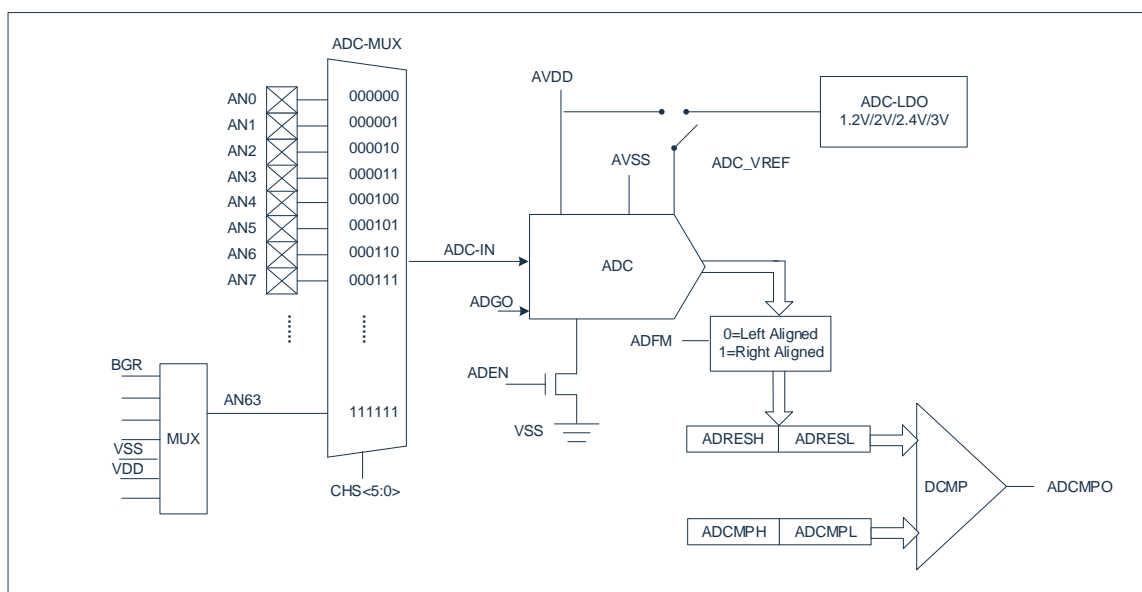 ADC-MUX
AN0
000000
AN1
000001
AN2
000010
AN3
000011
AN4
000100
AN5
000101
AN6
000110
AN7
000111
BGR
VSS
VDD
MUX
AN63
111111
CHS<5:0>
AVDD
AVSS
ADC_VREF
ADC-LDO
1.2V/2V/2.4V/3V
ADC-IN
ADC
ADGO
ADEN
VSS
ADFM
0=Left Aligned
1=Right Aligned
ADRESH
ADRESL
ADCMPH
ADCMPL
DCMP
ADCMPO